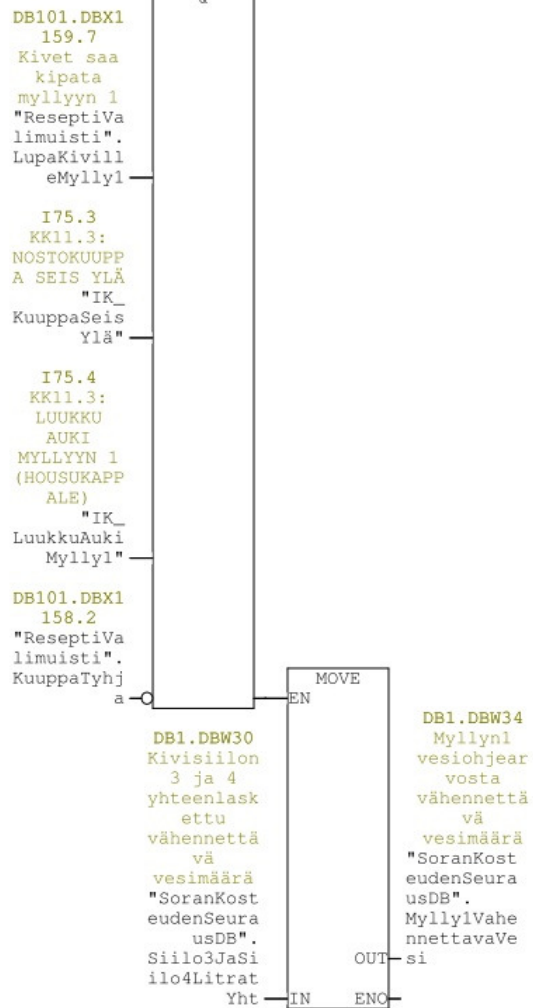 &
DB101.DBX1
159.7
Kivet saa
kipata
myllyyn 1
"ReseptiVa
limuisti".
LupaKivill
eMylly1
I75.3
KK11.3:
NOSTOKUUPP
A SEIS YLÄ
"IK_
KuuppaSeis
Ylä"
I75.4
KK11.3:
LUUKKU
AUKI
MYLLYYN 1
(HOUSUKAPP
ALE)
"IK_
LuukkuAuki
Mylly1"
DB101.DBX1
158.2
"ReseptiVa
limuisti".
KuuppaTyhj
a
MOVE
EN
DB1.DBW30
Kivisiilon
3 ja 4
yhteenlask
ettu
vähennettä
vä
vesimäärä
"SoranKost
eudenSeura
usDB".
Siilo3JaSi
ilo4Litrat
Yht
IN
DB1.DBW34
Myllyn1
vesiohjear
vosta
vähennettä
vä
vesimäärä
"SoranKost
eudenSeura
usDB".
Mylly1Vahe
nnettavaVe
si
OUT
ENO